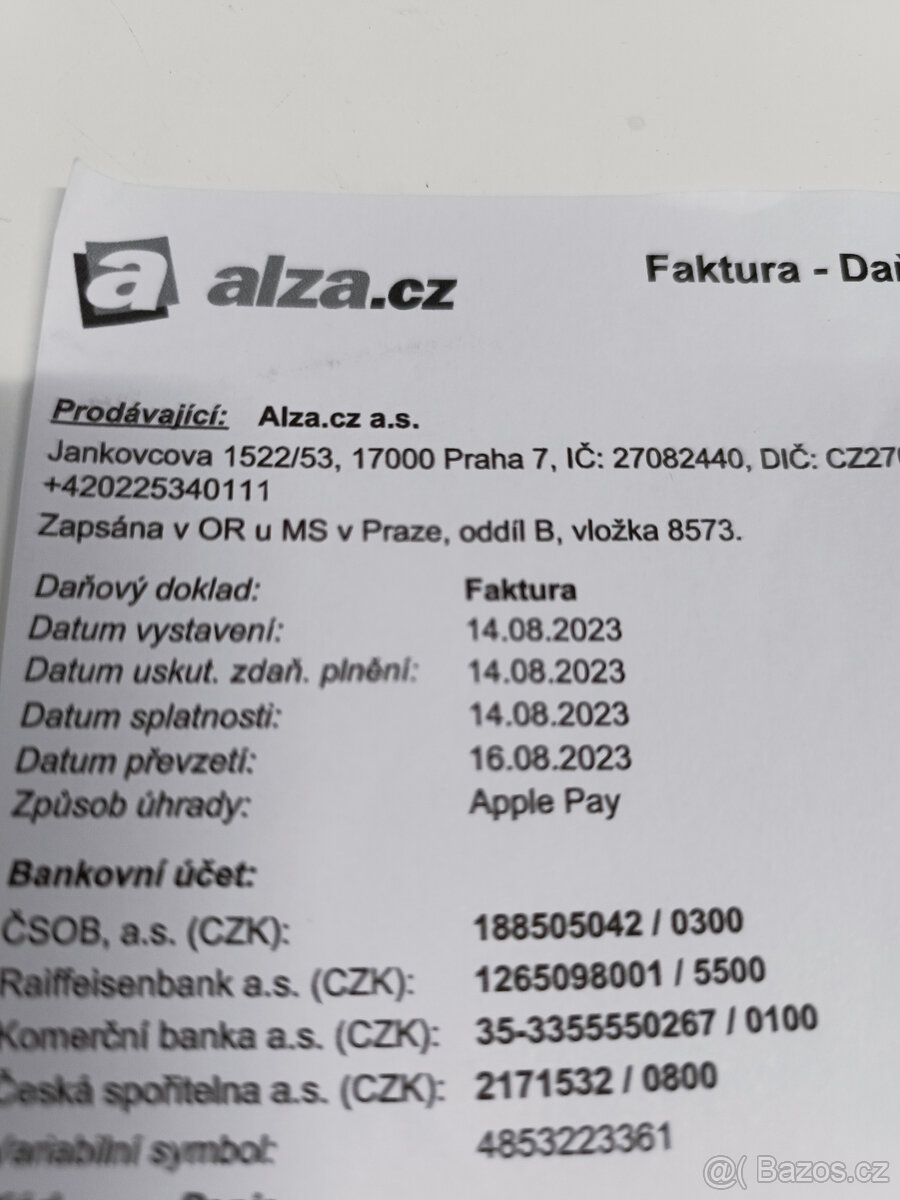 a alza.cz
Faktura - Daň
Prodávající: Alza.cz a.s.
Jankovcova 1522/53, 17000 Praha 7, IČ: 27082440, DIČ: CZ270
+420225340111
Zapsána v OR u MS v Praze, oddíl B, vložka 8573.
Daňový doklad: Faktura
Datum vystavení: 14.08.2023
Datum uskut. zdaň. plnění: 14.08.2023
Datum splatnosti: 14.08.2023
Datum převzetí: 16.08.2023
Způsob úhrady: Apple Pay
Bankovní účet:
ČSOB, a.s. (CZK): 188505042 / 0300
Raiffeisenbank a.s. (CZK): 1265098001 / 5500
Komerční banka a.s. (CZK): 35-3355550267 / 0100
Česká spořitelna a.s. (CZK): 2171532 / 0800
Variabilní symbol: 4853223361
@( Bazos.cz